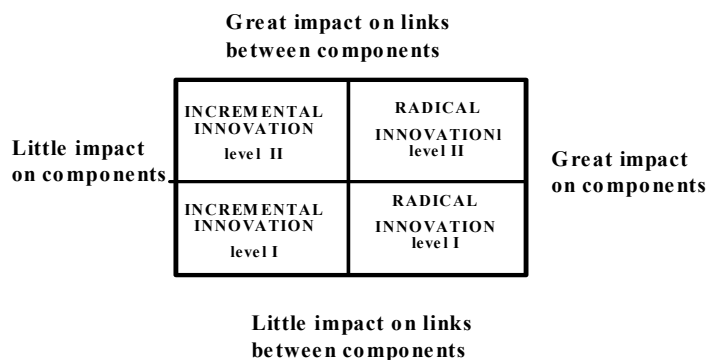 Great impact on links
between components
INCREMENTAL
INNOVATION
level II
RADICAL
INNOVATIONl
level II
Little impact
on components
Great impact
on components
INCREMENTAL
INNOVATION
level I
RADICAL
INNOVATION
level I
Little impact on links
between components